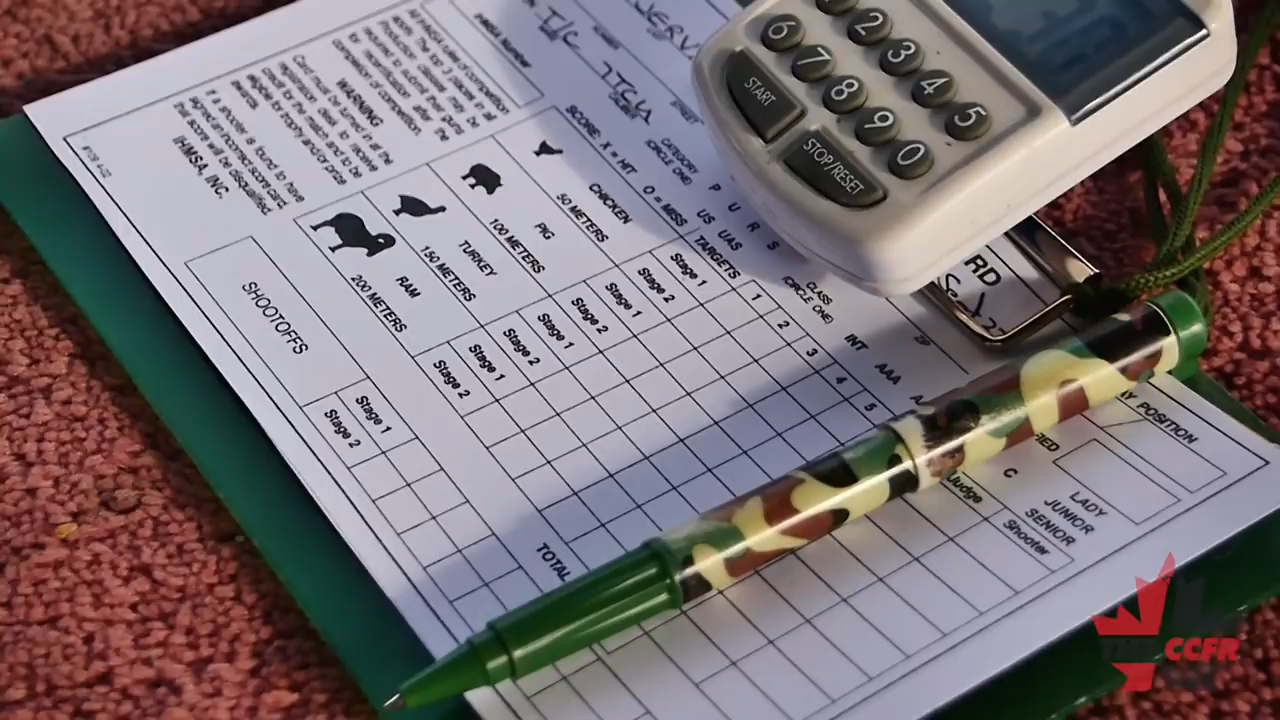 All IHMSA rules of competition
apply. The top 3 places in all
Production classes may be
required to submit their guns
for match inspection after the
completion of competition.
WARNING
Card must be turned in at the
registration desk to receive
credit for the match and to be
eligible for trophy and/or prize
awards.
If a shooter is found to have
signed an incorrect score card,
that score will be disqualified.
IHMSA, INC.
IHMSA Number
SCORE: X = HIT O = MISS
CATEGORY
(CIRCLE ONE)
P U R S
US UAS
CLASS
(CIRCLE ONE)
INT AAA
C
ZIP
RD
TARGETS 1 2 3 4 5
CHICKEN
50 METERS
Stage 1
Stage 2
PIG
100 METERS
Stage 1
Stage 2
TURKEY
150 METERS
Stage 1
Stage 2
RAM
200 METERS
Stage 1
Stage 2
SHOOTOFFS
Stage 1
Stage 2
TOTAL
Judge
Shooter
LADY
JUNIOR
SENIOR
POSITION
2
6 7 8 9 0
3 4 5
START
STOP/RESET
THE CCFR